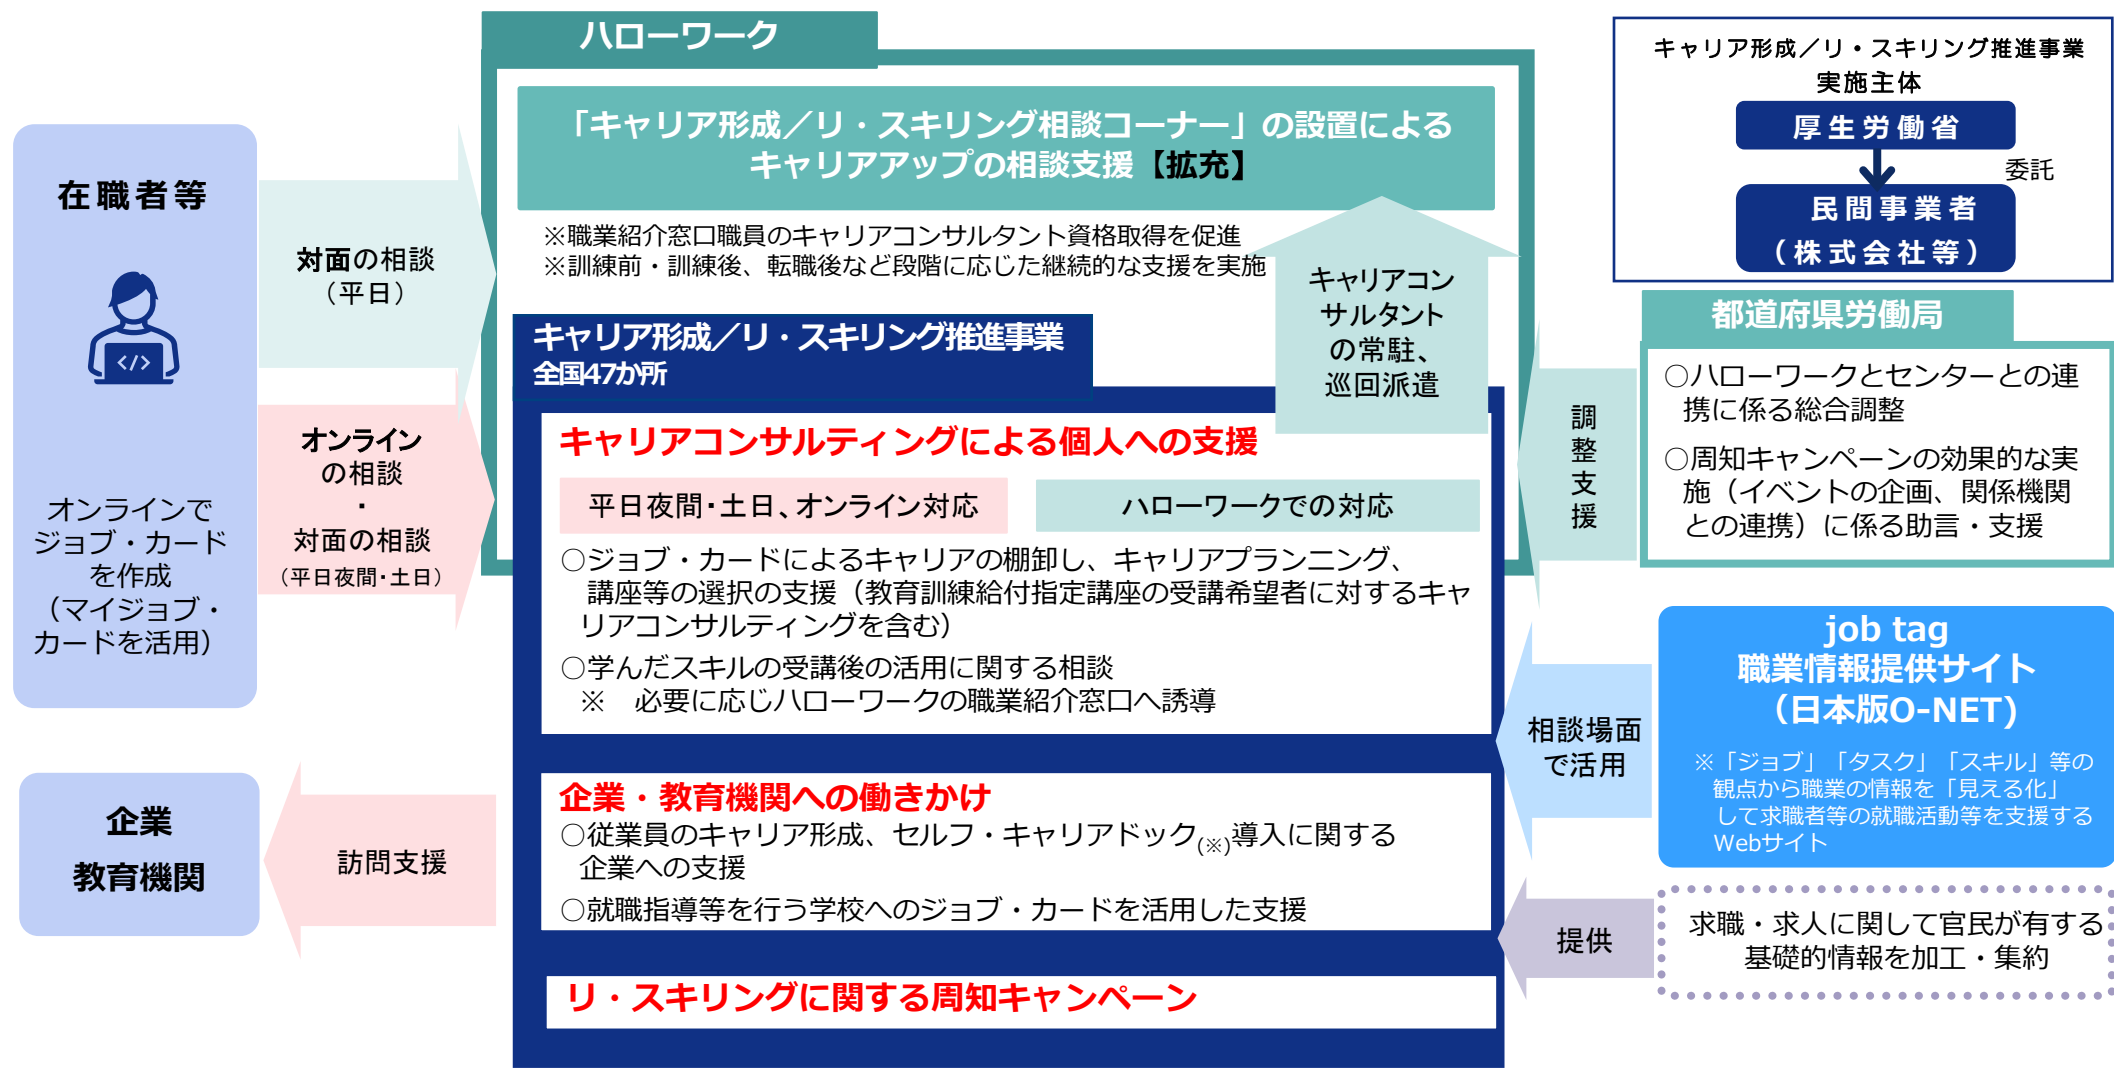 ハローワーク
「キャリア形成／リ・スキリング相談コーナー」の設置による
キャリアアップの相談支援【拡充】
※職業紹介窓口職員のキャリアコンサルタント資格取得を促進
※訓練前・訓練後、転職後など段階に応じた継続的な支援を実施
在職者等
</>
オンラインで
ジョブ・カード
を作成
（マイジョブ・
カードを活用）
対面の相談
（平日）
オンライン
の相談
・
対面の相談
（平日夜間・土日）
キャリア形成／リ・スキリング推進事業
全国47か所
キャリアコン
サルタント
の常駐、
巡回派遣
キャリアコンサルティングによる個人への支援
平日夜間・土日、オンライン対応
ハローワークでの対応
○ジョブ・カードによるキャリアの棚卸し、キャリアプランニング、
講座等の選択の支援（教育訓練給付指定講座の受講希望者に対するキャ
リアコンサルティングを含む）
○学んだスキルの受講後の活用に関する相談
※　必要に応じハローワークの職業紹介窓口へ誘導
企業・教育機関への働きかけ
○従業員のキャリア形成、セルフ・キャリアドック(※)導入に関する
企業への支援
○就職指導等を行う学校へのジョブ・カードを活用した支援
リ・スキリングに関する周知キャンペーン
企業
教育機関
訪問支援
キャリア形成／リ・スキリング推進事業
実施主体
厚生労働省
委託
民間事業者
（株式会社等）
都道府県労働局
○ハローワークとセンターとの連
携に係る総合調整
○周知キャンペーンの効果的な実
施（イベントの企画、関係機関
との連携）に係る助言・支援
調
整
支
援
job tag
職業情報提供サイト
（日本版O-NET)
※「ジョブ」「タスク」「スキル」等の
観点から職業の情報を「見える化」
して求職者等の就職活動等を支援する
Webサイト
相談場面
で活用
提供
求職・求人に関して官民が有する
基礎的情報を加工・集約